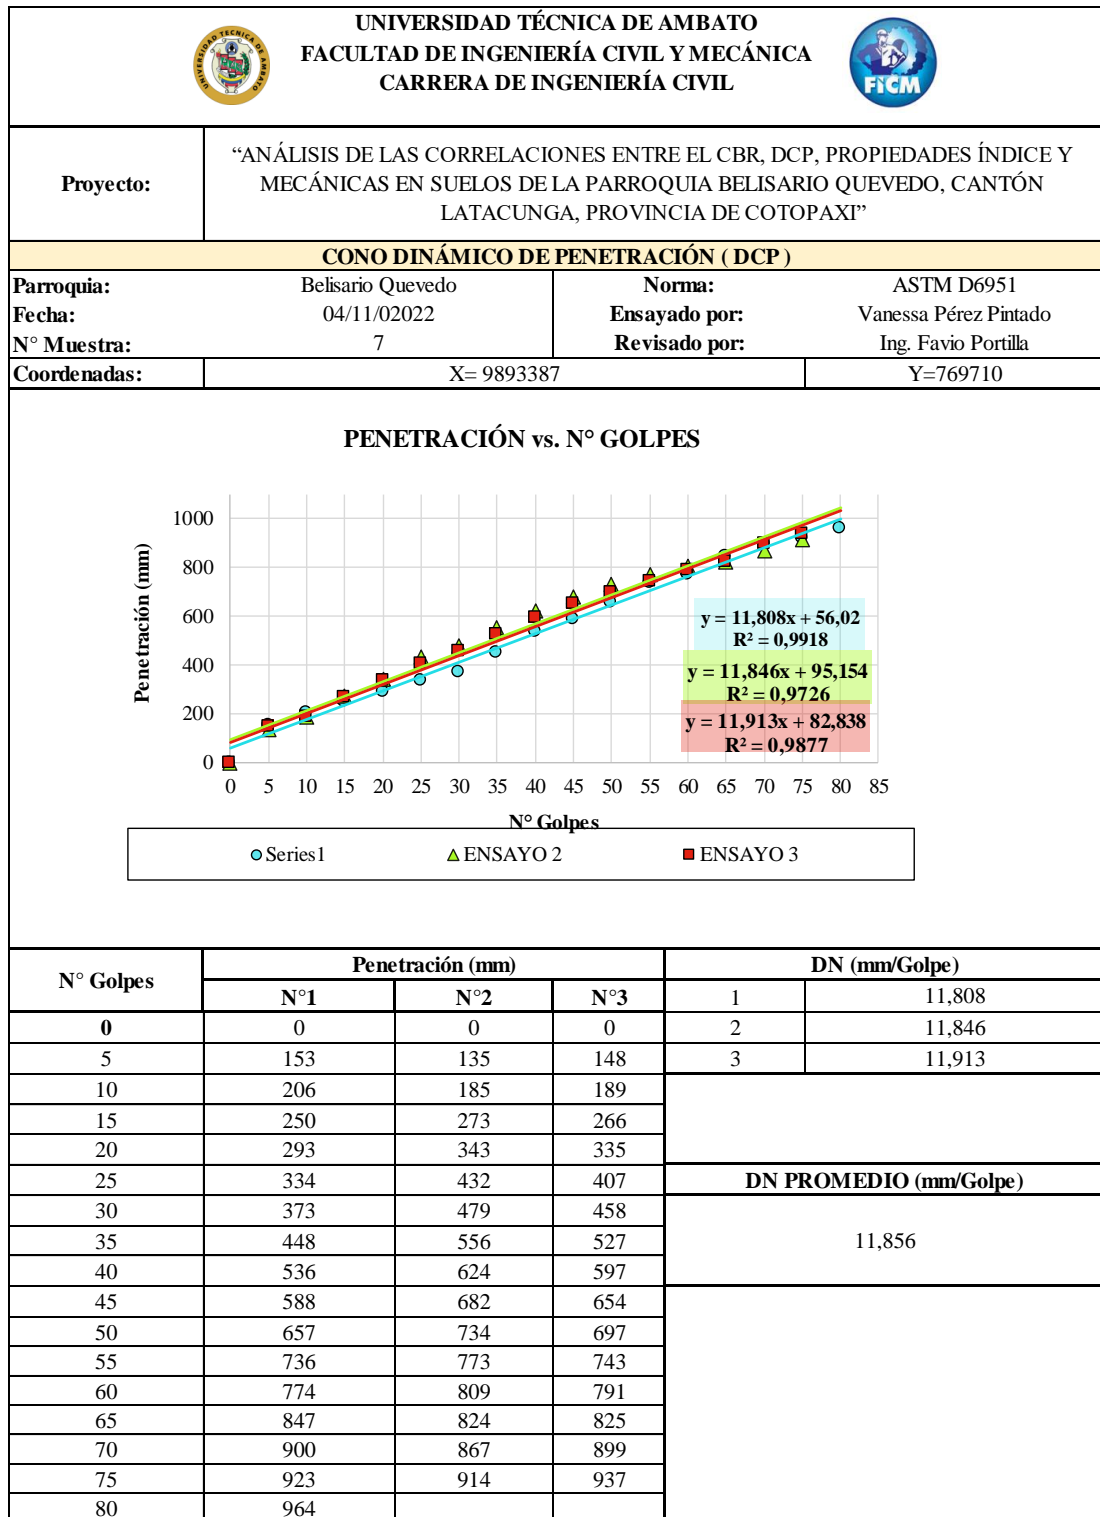 UNIVERSIDAD TÉCNICA DE AMBATO
FACULTAD DE INGENIERÍA CIVIL Y MECÁNICA
CARRERA DE INGENIERÍA CIVIL
UNIVERSIDAD TECNICA DE AMBATO
FICM
Proyecto:
“ANÁLISIS DE LAS CORRELACIONES ENTRE EL CBR, DCP, PROPIEDADES ÍNDICE Y
MECÁNICAS EN SUELOS DE LA PARROQUIA BELISARIO QUEVEDO, CANTÓN
LATACUNGA, PROVINCIA DE COTOPAXI”
CONO DINÁMICO DE PENETRACIÓN ( DCP )
Parroquia: Belisario Quevedo Norma: ASTM D6951
Fecha: 04/11/02022 Ensayado por: Vanessa Pérez Pintado
N° Muestra: 7 Revisado por: Ing. Favio Portilla
Coordenadas: X= 9893387 Y=769710
PENETRACIÓN vs. N° GOLPES
Penetración (mm)
1000
800
600
400
200
0
y = 11,808x + 56,02
R² = 0,9918
y = 11,846x + 95,154
R² = 0,9726
y = 11,913x + 82,838
R² = 0,9877
0 5 10 15 20 25 30 35 40 45 50 55 60 65 70 75 80 85
N° Golpes
Series1 ENSAYO 2 ENSAYO 3
N° Golpes Penetración (mm) DN (mm/Golpe)
N°1 N°2 N°3 1 11,808
0 0 0 0 2 11,846
5 153 135 148 3 11,913
10 206 185 189
15 250 273 266
20 293 343 335
25 334 432 407 DN PROMEDIO (mm/Golpe)
30 373 479 458
35 448 556 527 11,856
40 536 624 597
45 588 682 654
50 657 734 697
55 736 773 743
60 774 809 791
65 847 824 825
70 900 867 899
75 923 914 937
80 964